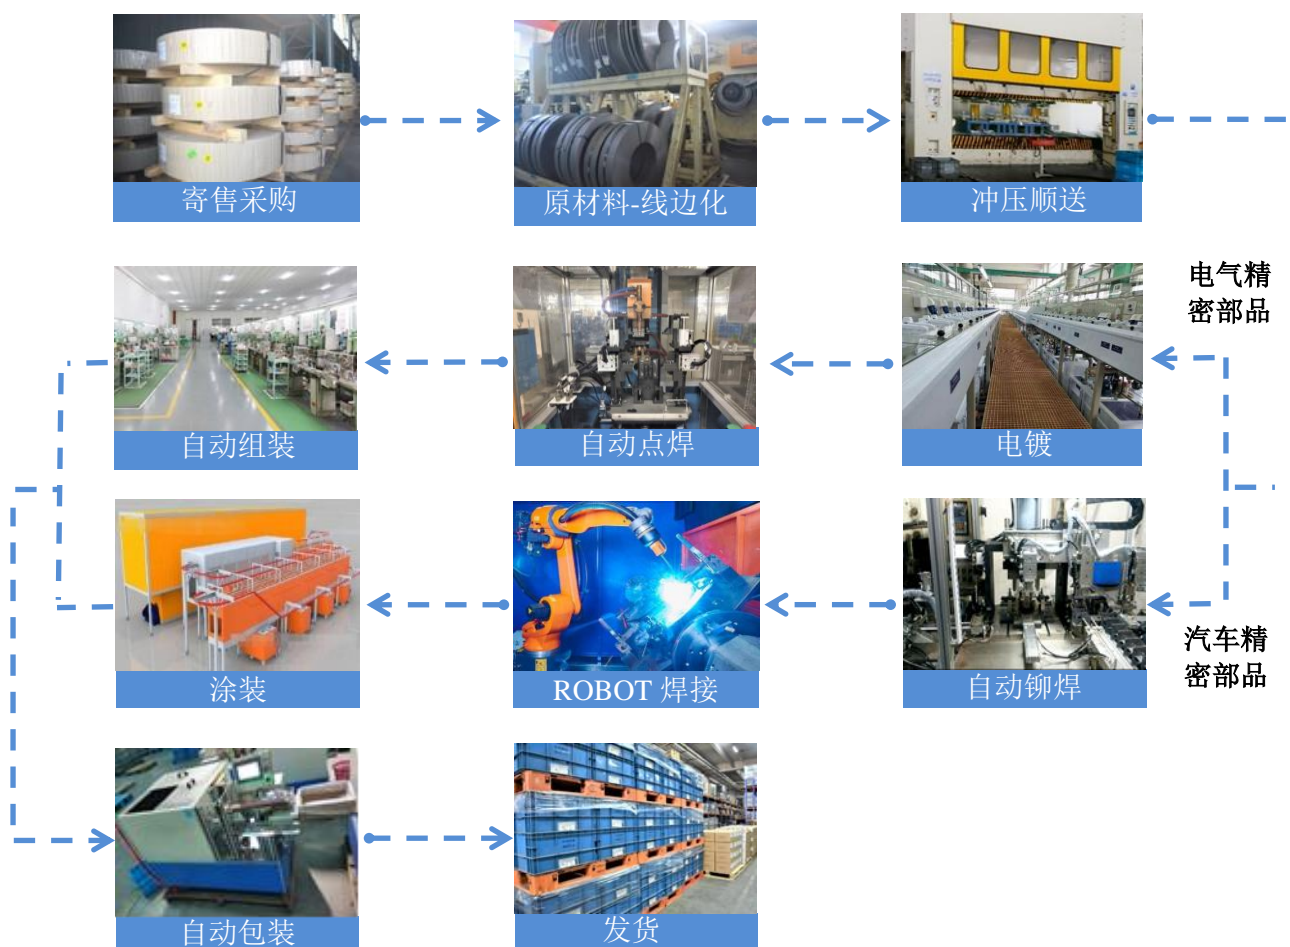 寄售采购
原材料-线边化
冲压顺送
电气精
密部品
自动组装
自动点焊
电镀
涂装
ROBOT 焊接
自动铆焊
汽车精
密部品
自动包装
发货